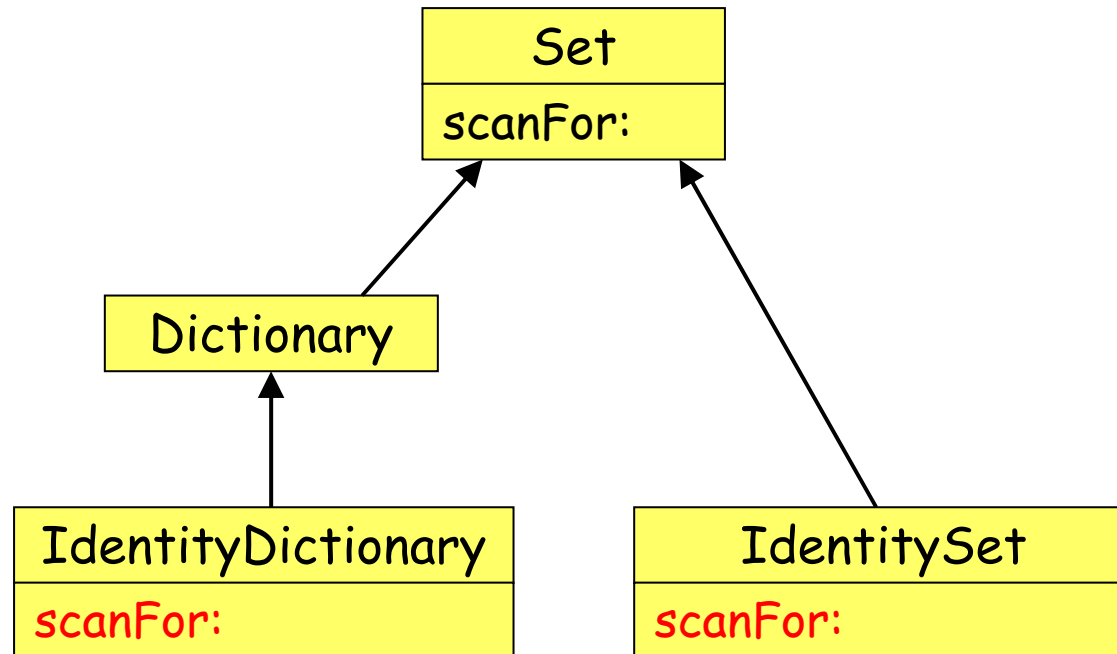 Set
scanFor:
Dictionary
IdentityDictionary
scanFor:
IdentitySet
scanFor: